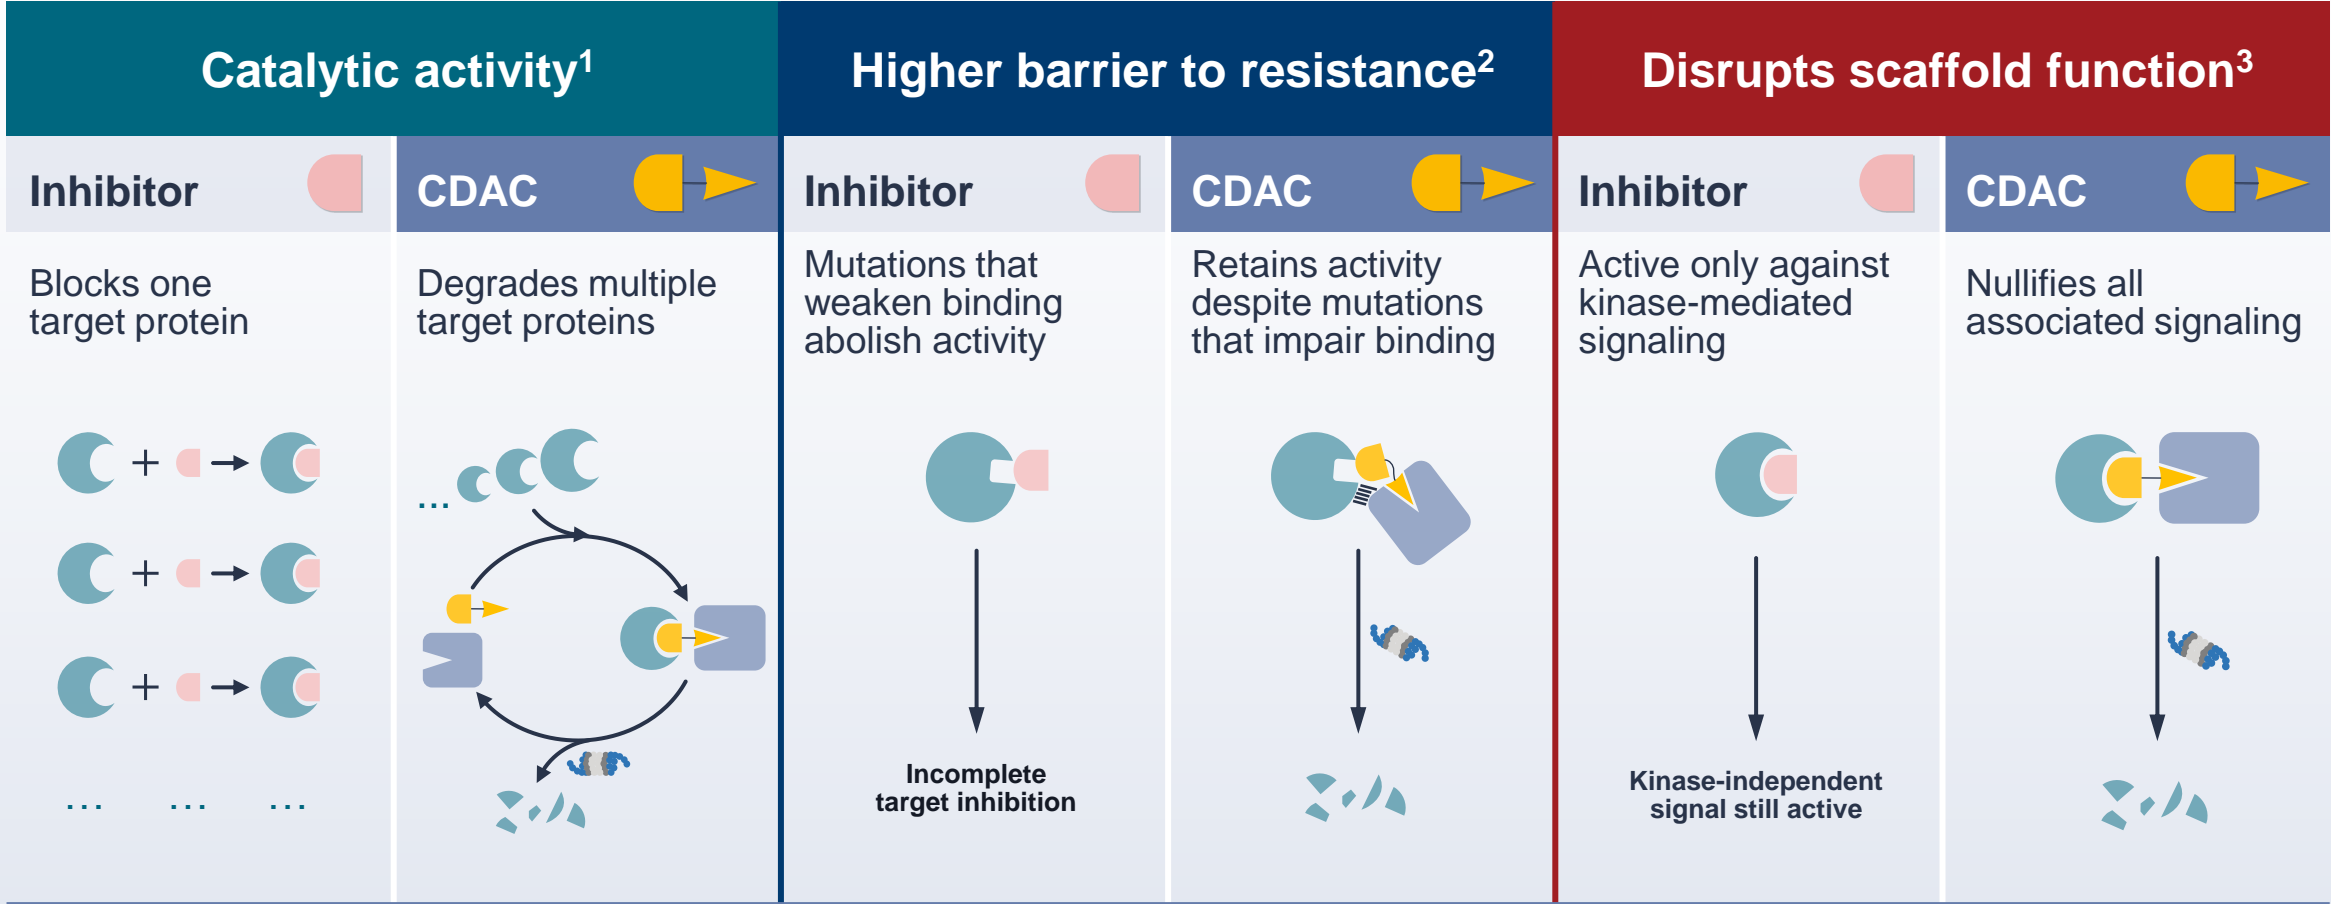 Catalytic activity¹
Higher barrier to resistance²
Disrupts scaffold function³
Inhibitor
CDAC
Inhibitor
CDAC
Inhibitor
CDAC
Blocks one
target protein
Degrades multiple
target proteins
Mutations that
weaken binding
abolish activity
Retains activity
despite mutations
that impair binding
Active only against
kinase-mediated
signaling
Nullifies all
associated signaling
+
+
+
...
... ... ...
Incomplete
target inhibition
Kinase-independent
signal still active